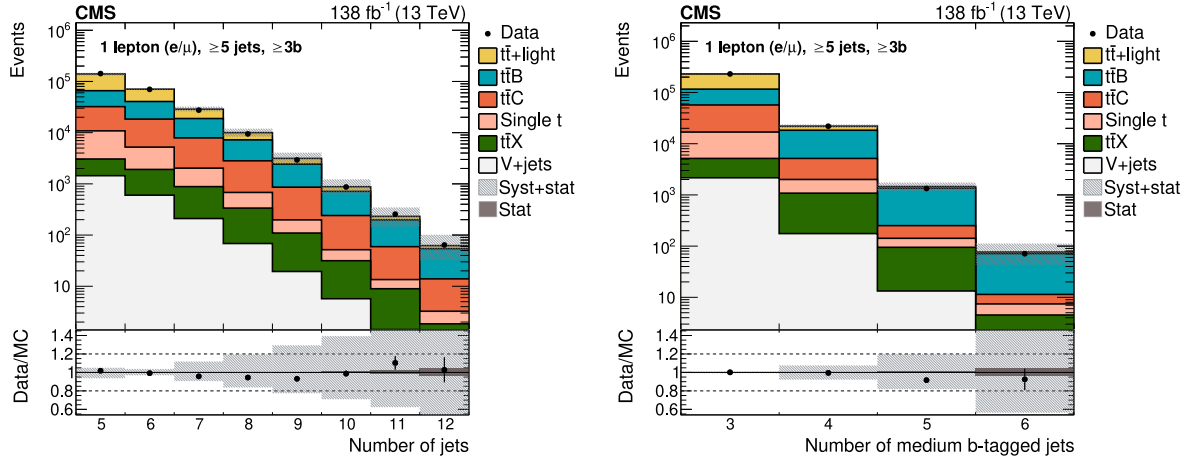 CMS 138 fb⁻¹ (13 TeV)
1 lepton (e/μ), ≥5 jets, ≥3b
Events
10⁶
10⁵
10⁴
10³
10²
10
Data
tt̄+light
tt̄B
tt̄C
Single t
tt̄X
V+jets
Syst+stat
Stat
Data/MC
1.4
1.2
1
0.8
0.6
5 6 7 8 9 10 11 12
Number of jets
CMS 138 fb⁻¹ (13 TeV)
1 lepton (e/μ), ≥5 jets, ≥3b
Events
10⁶
10⁵
10⁴
10³
10²
10
Data
tt̄+light
tt̄B
tt̄C
Single t
tt̄X
V+jets
Syst+stat
Stat
Data/MC
1.4
1.2
1
0.8
0.6
3 4 5 6
Number of medium b-tagged jets